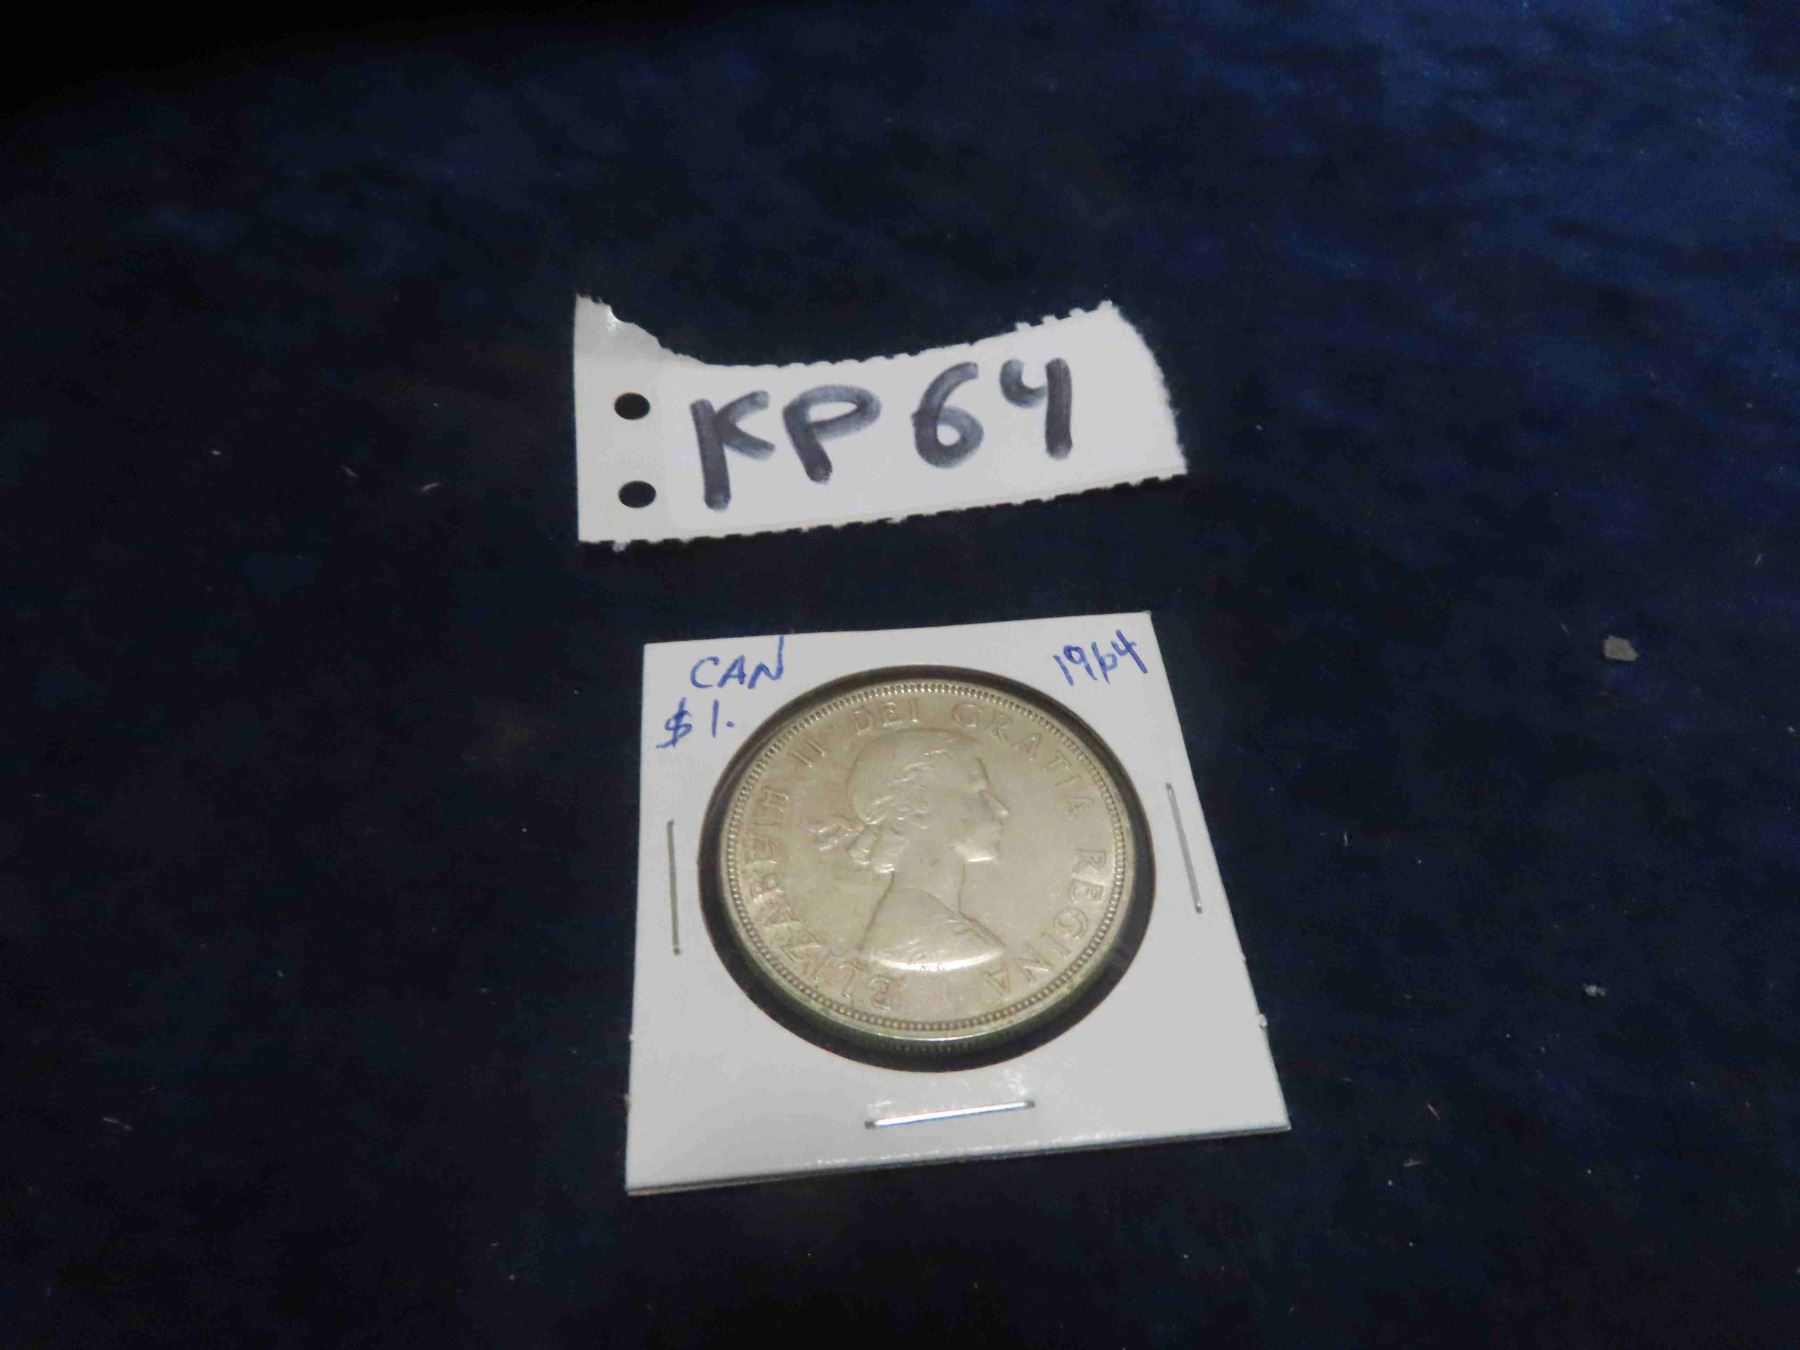 KP64
CAN
1964
$1.
ELIZABETH II DEI GRATIA REGINA